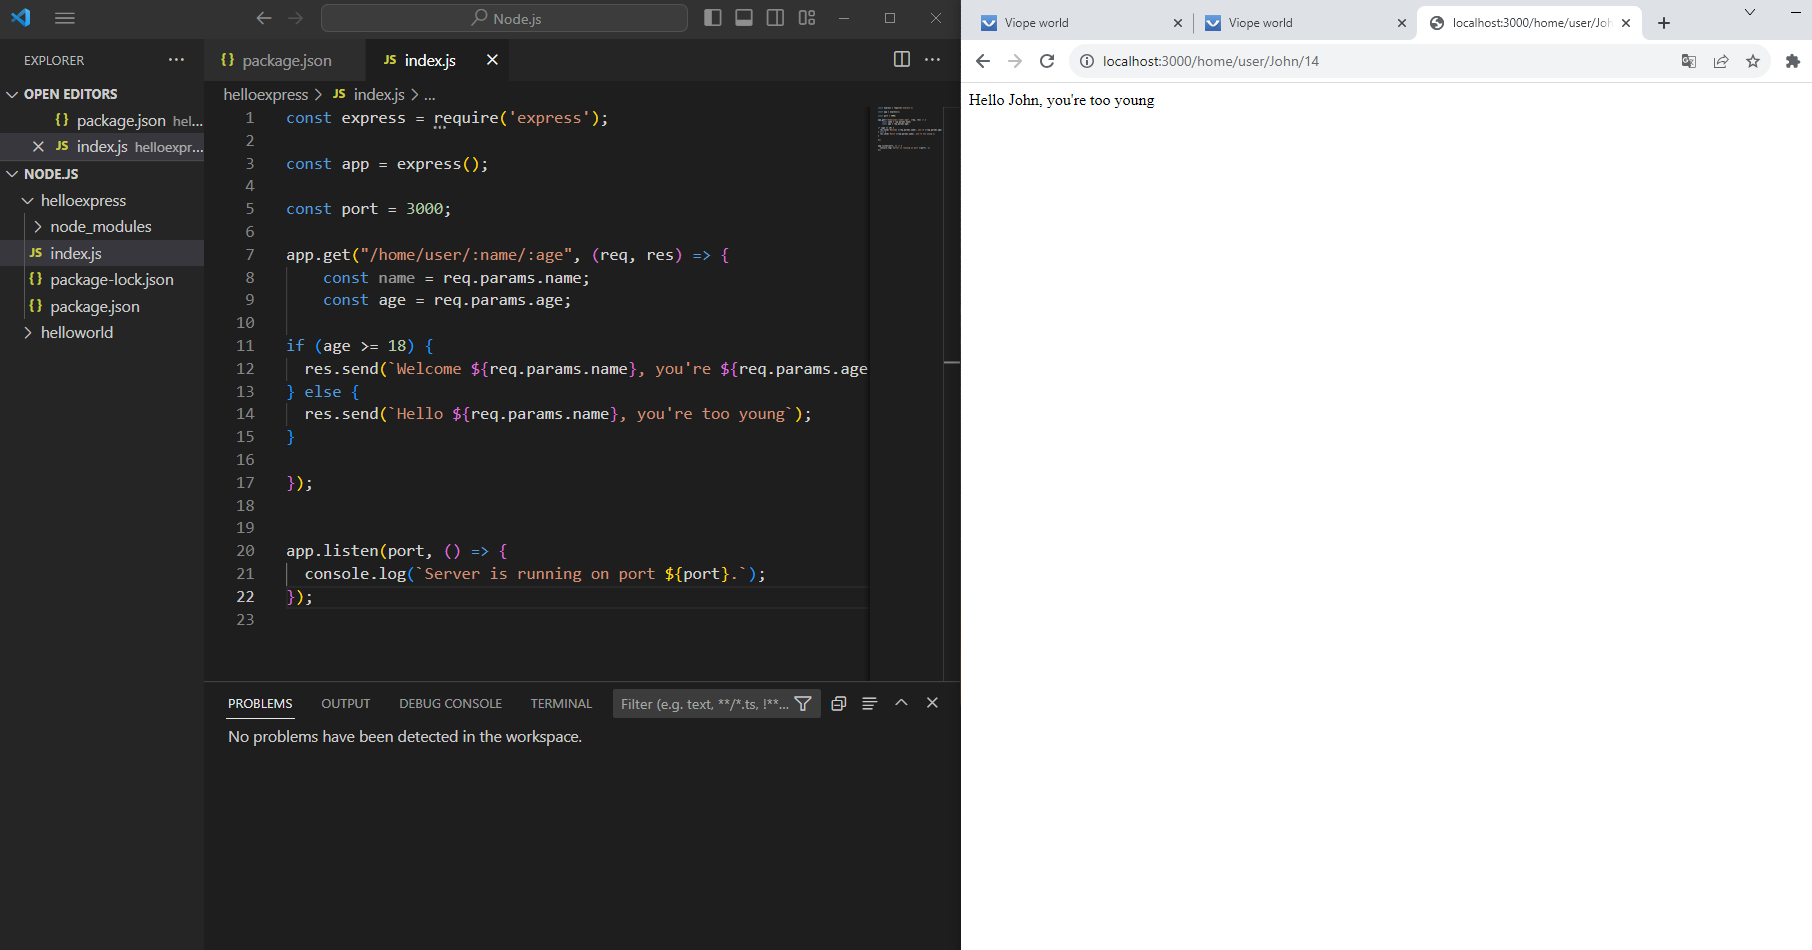 Node.js
EXPLORER
OPEN EDITORS
package.json hel...
index.js helloexpr...
NODE.JS
helloexpress
node_modules
index.js
package-lock.json
package.json
helloworld
package.json
index.js
helloexpress > JS index.js > ...
1 const express = require('express');
2
3 const app = express();
4
5 const port = 3000;
6
7 app.get("/home/user/:name/:age", (req, res) => {
8 const name = req.params.name;
9 const age = req.params.age;
10
11 if (age >= 18) {
12 res.send(`Welcome ${req.params.name}, you're ${req.params.age
13 } else {
14 res.send(`Hello ${req.params.name}, you're too young`);
15 }
16
17 });
18
19
20 app.listen(port, () => {
21 console.log(`Server is running on port ${port}.`);
22 });
23
PROBLEMS OUTPUT DEBUG CONSOLE TERMINAL Filter (e.g. text, **/*.ts, !**...
No problems have been detected in the workspace.
Viope world
Viope world
localhost:3000/home/user/Joh
localhost:3000/home/user/John/14
Hello John, you're too young